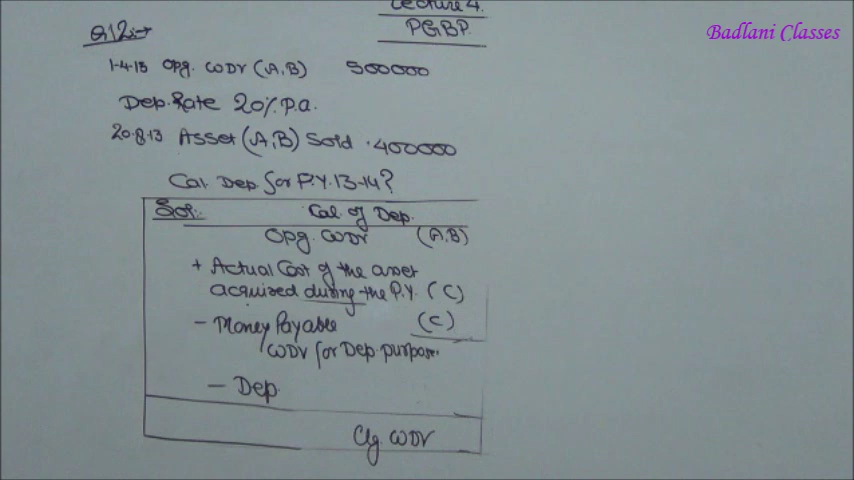 Lecture 4.
PGBP.
Badlani Classes
Q12:→
1-4-13 Opg. WDV (A,B) 500000
Dep. Rate 20% P.a.
20.8.13 Asset (A,B) Sold 400000
Cal. Dep. for P.Y. 13-14?
Sol:. Cal. of Dep.
Opg. WDV (A,B)
+ Actual Cost of the asset
acquired during the P.Y. (C)
- Money Payable (C)
WDV for Dep. purpose.
- Dep.
Clg. WDV